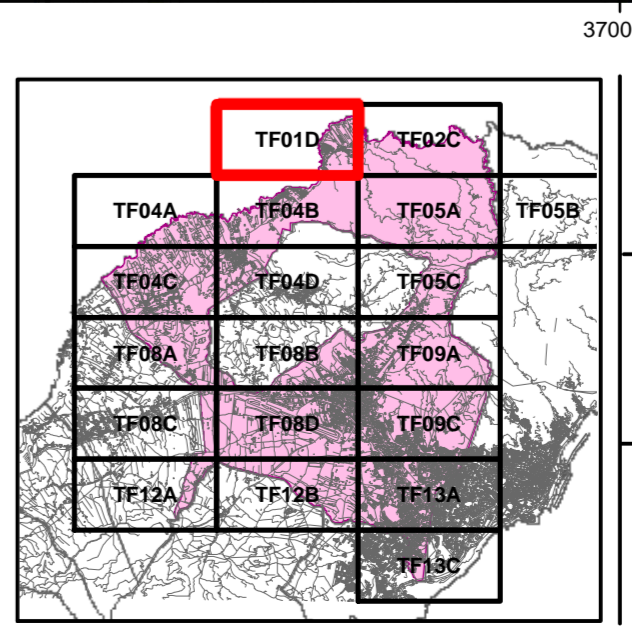 3700
TF01D TF02C
TF04A TF04B TF05A TF05B
TF04C TF04D TF05C
TF08A TF08B TF09A
TF08C TF08D TF09C
TF12A TF12B TF13A
TF13C